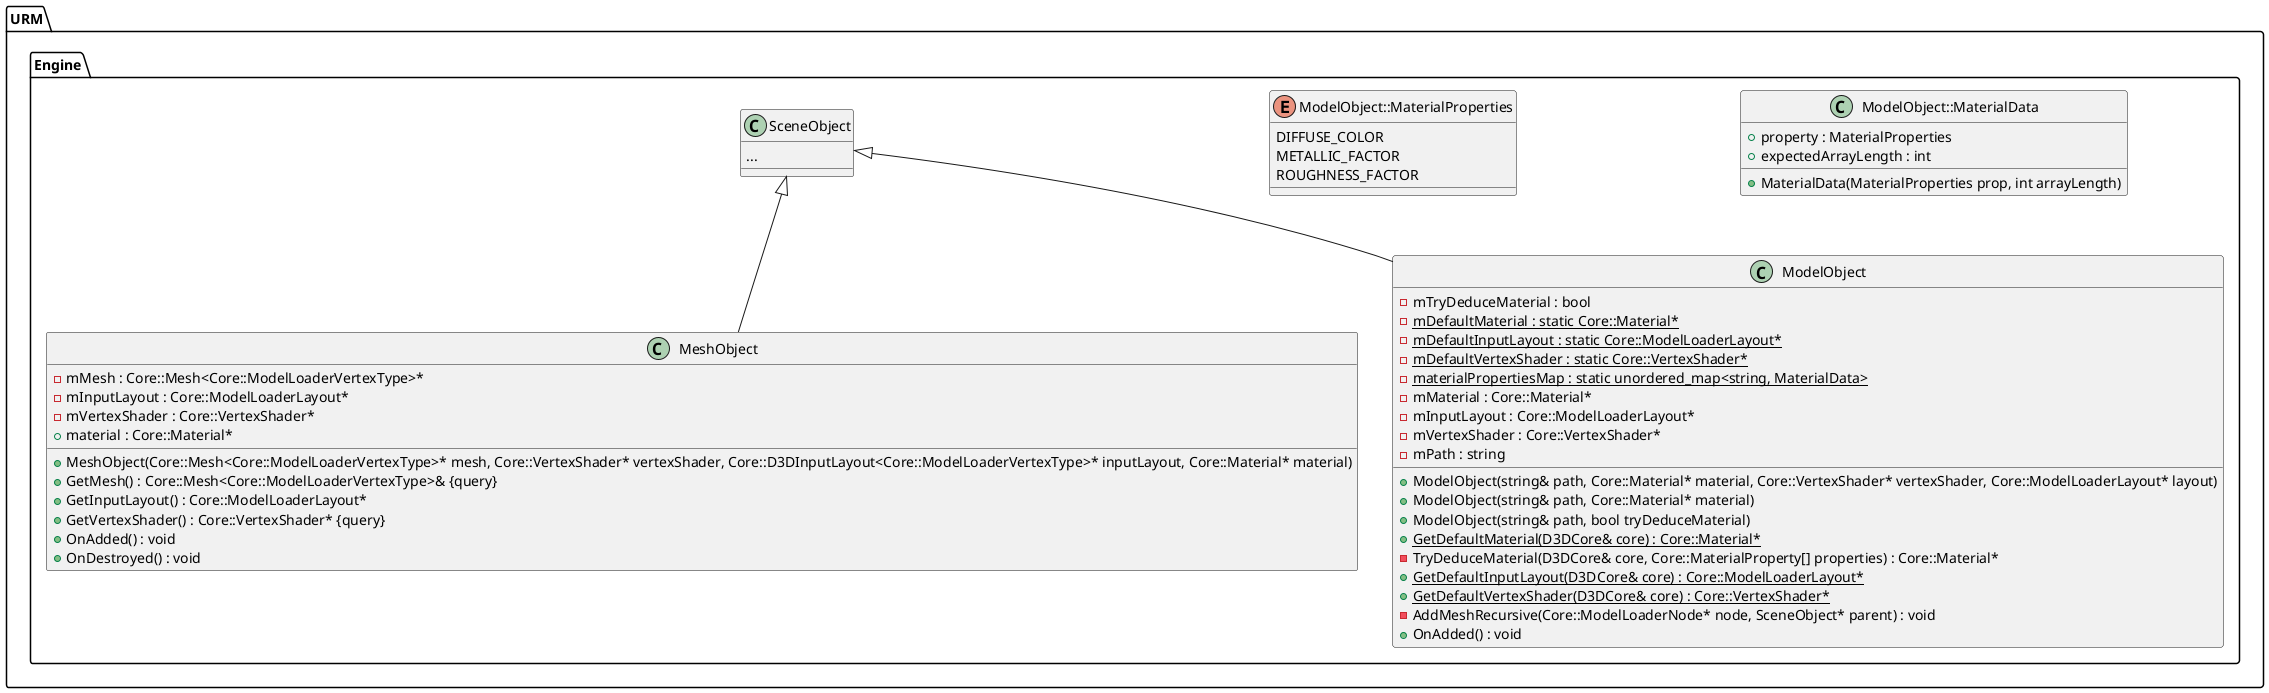 URM
Engine
C SceneObject
...
E ModelObject::MaterialProperties
DIFFUSE_COLOR
METALLIC_FACTOR
ROUGHNESS_FACTOR
C ModelObject::MaterialData
property : MaterialProperties
expectedArrayLength : int
MaterialData(MaterialProperties prop, int arrayLength)
C MeshObject
mMesh : Core::Mesh<Core::ModelLoaderVertexType>*
mInputLayout : Core::ModelLoaderLayout*
mVertexShader : Core::VertexShader*
material : Core::Material*
MeshObject(Core::Mesh<Core::ModelLoaderVertexType>* mesh, Core::VertexShader* vertexShader, Core::D3DInputLayout<Core::ModelLoaderVertexType>* inputLayout, Core::Material* material)
GetMesh() : Core::Mesh<Core::ModelLoaderVertexType>& {query}
GetInputLayout() : Core::ModelLoaderLayout*
GetVertexShader() : Core::VertexShader* {query}
OnAdded() : void
OnDestroyed() : void
C ModelObject
mTryDeduceMaterial : bool
mDefaultMaterial : static Core::Material*
mDefaultInputLayout : static Core::ModelLoaderLayout*
mDefaultVertexShader : static Core::VertexShader*
materialPropertiesMap : static unordered_map<string, MaterialData>
mMaterial : Core::Material*
mInputLayout : Core::ModelLoaderLayout*
mVertexShader : Core::VertexShader*
mPath : string
ModelObject(string& path, Core::Material* material, Core::VertexShader* vertexShader, Core::ModelLoaderLayout* layout)
ModelObject(string& path, Core::Material* material)
ModelObject(string& path, bool tryDeduceMaterial)
GetDefaultMaterial(D3DCore& core) : Core::Material*
TryDeduceMaterial(D3DCore& core, Core::MaterialProperty[] properties) : Core::Material*
GetDefaultInputLayout(D3DCore& core) : Core::ModelLoaderLayout*
GetDefaultVertexShader(D3DCore& core) : Core::VertexShader*
AddMeshRecursive(Core::ModelLoaderNode* node, SceneObject* parent) : void
OnAdded() : void